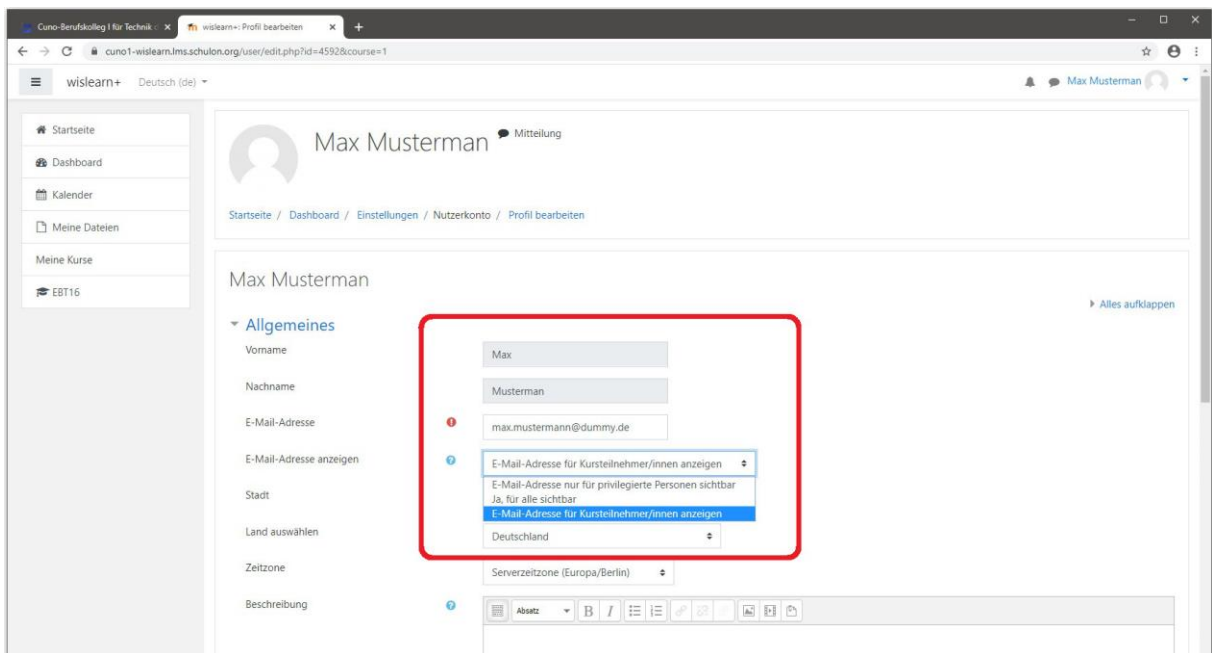 Cuno-Berufskolleg I für Technik
wislearn+: Profil bearbeiten
cuno1-wislearn.lms.schulon.org/user/edit.php?id=4592&course=1
wislearn+ Deutsch (de)
Max Musterman
Startseite
Dashboard
Kalender
Meine Dateien
Meine Kurse
EBT16
Max Musterman Mitteilung
Startseite / Dashboard / Einstellungen / Nutzerkonto / Profil bearbeiten
Max Musterman
Alles aufklappen
Allgemeines
Vorname Max
Nachname Musterman
E-Mail-Adresse max.mustermann@dummy.de
E-Mail-Adresse anzeigen E-Mail-Adresse für Kursteilnehmer/innen anzeigen
E-Mail-Adresse nur für privilegierte Personen sichtbar
Stadt Ja, für alle sichtbar
E-Mail-Adresse für Kursteilnehmer/innen anzeigen
Land auswählen Deutschland
Zeitzone Serverzeitzone (Europa/Berlin)
Beschreibung Absatz B I